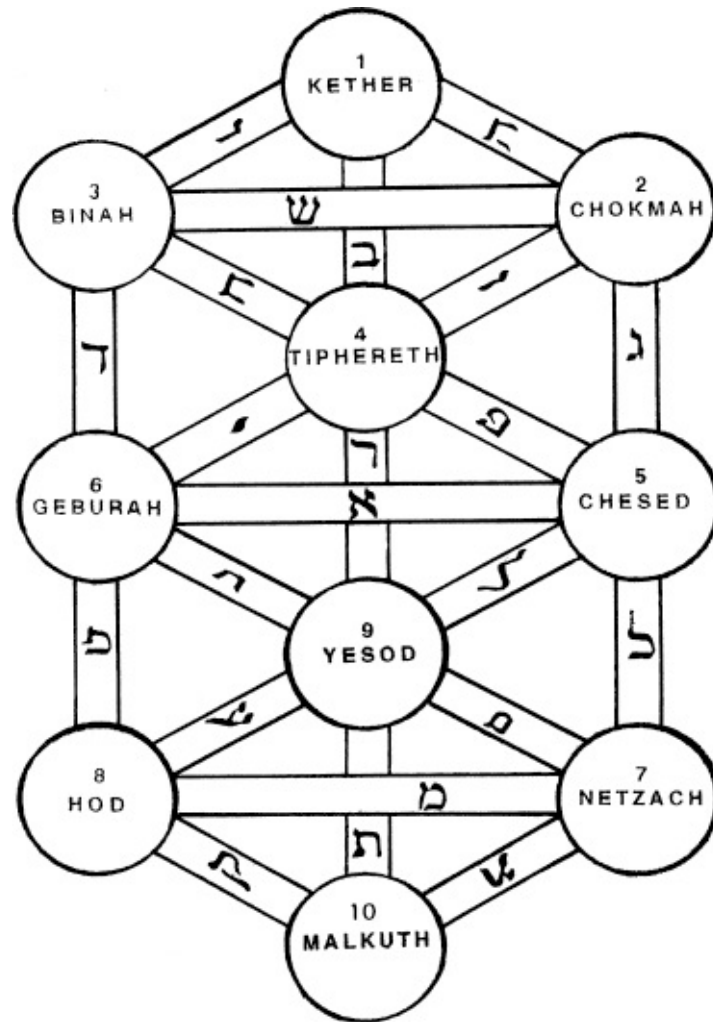 1
KETHER
3
BINAH
ש
2
CHOKMAH
ב
4
TIPHERETH
ד
ג
י
פ
ר
6
GEBURAH
א
5
CHESED
ט
9
YESOD
8
HOD
מ
7
NETZACH
ת
10
MALKUTH